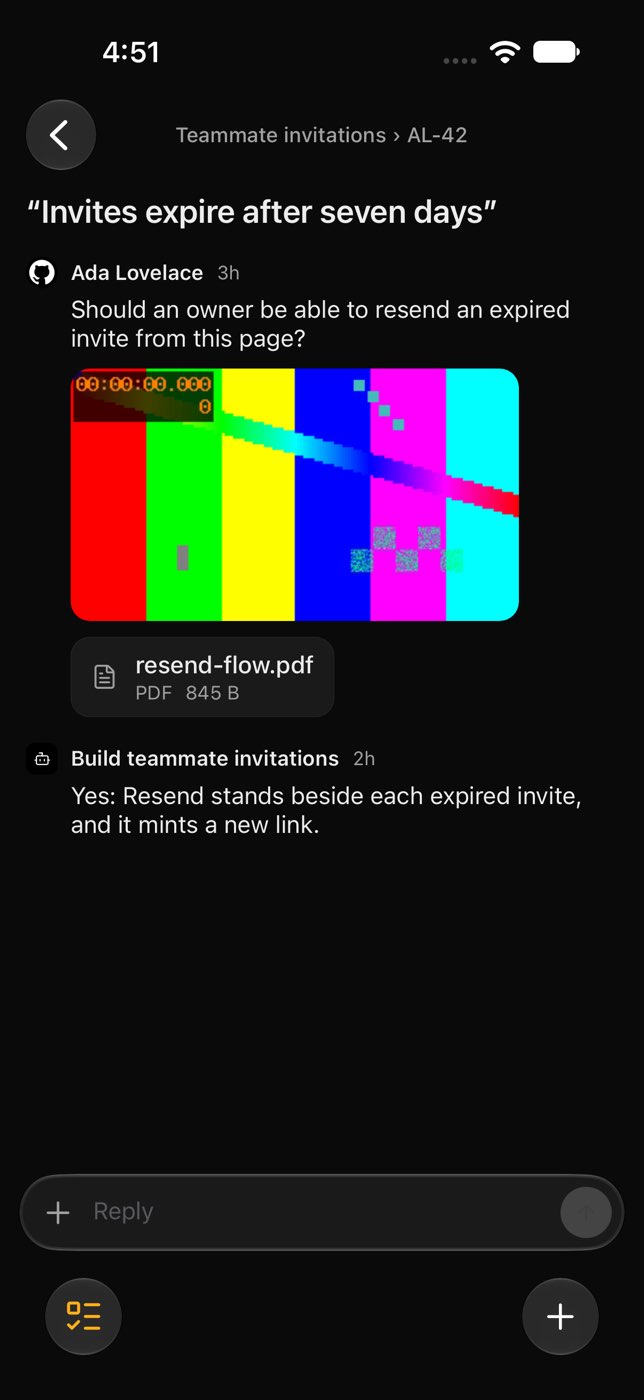 4:51
Teammate invitations › AL-42
“Invites expire after seven days”
Ada Lovelace 3h
Should an owner be able to resend an expired
invite from this page?
00:00:00.000
0
resend-flow.pdf
PDF 845 B
Build teammate invitations 2h
Yes: Resend stands beside each expired invite,
and it mints a new link.
Reply